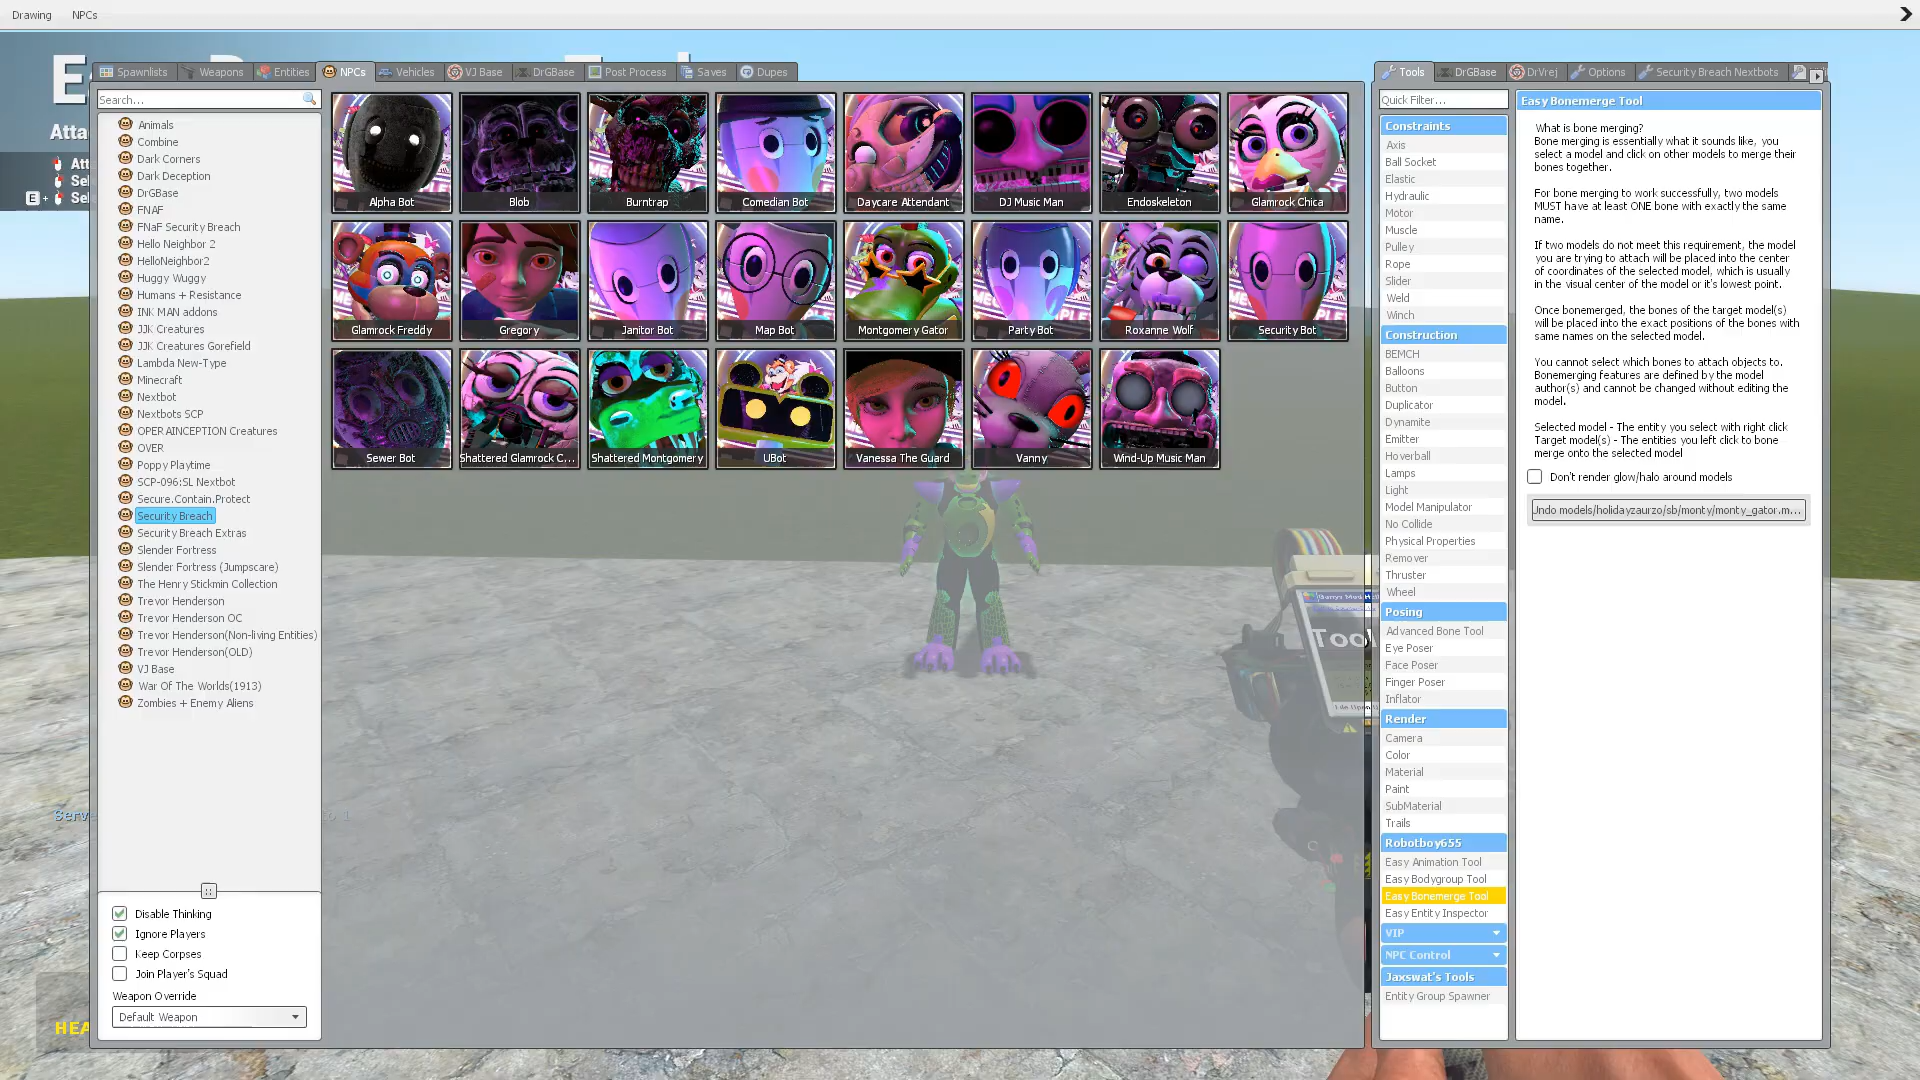 Drawing NPCs
Spawnlists Weapons Entities NPCs Vehicles VJ Base DrGBase Post Process Saves Dupes
Search...
Animals
Combine
Dark Corners
Dark Deception
DrGBase
FNAF
FNaF Security Breach
Hello Neighbor 2
HelloNeighbor2
Huggy Wuggy
Humans + Resistance
INK MAN addons
JJK Creatures
JJK Creatures Gorefield
Lambda New-Type
Minecraft
Nextbot
Nextbots SCP
OPERAINCEPTION Creatures
OVER
Poppy Playtime
SCP-096:SL Nextbot
Secure.Contain.Protect
Security Breach
Security Breach Extras
Slender Fortress
Slender Fortress (Jumpscare)
The Henry Stickmin Collection
Trevor Henderson
Trevor Henderson OC
Trevor Henderson(Non-living Entities)
Trevor Henderson(OLD)
VJ Base
War Of The Worlds(1913)
Zombies + Enemy Aliens
Disable Thinking
Ignore Players
Keep Corpses
Join Player's Squad
Weapon Override
Default Weapon
Alpha Bot Blob Burntrap Comedian Bot Daycare Attendant DJ Music Man Endoskeleton Glamrock Chica
Glamrock Freddy Gregory Janitor Bot Map Bot Montgomery Gator Party Bot Roxanne Wolf Security Bot
Sewer Bot Shattered Glamrock C... Shattered Montgomery UBot Vanessa The Guard Vanny Wind-Up Music Man
Tools DrGBase DrVrej Options Security Breach Nextbots
Quick Filter...
Constraints
Axis
Ball Socket
Elastic
Hydraulic
Motor
Muscle
Pulley
Rope
Slider
Weld
Winch
Construction
BEMCH
Balloons
Button
Duplicator
Dynamite
Emitter
Hoverball
Lamps
Light
Model Manipulator
No Collide
Physical Properties
Remover
Thruster
Wheel
Posing
Advanced Bone Tool
Eye Poser
Face Poser
Finger Poser
Inflator
Render
Camera
Color
Material
Paint
SubMaterial
Trails
Robotboy655
Easy Animation Tool
Easy Bodygroup Tool
Easy Bonemerge Tool
Easy Entity Inspector
VIP
NPC Control
Jaxswat's Tools
Entity Group Spawner
Easy Bonemerge Tool
What is bone merging?
Bone merging is essentially what it sounds like, you
select a model and click on other models to merge their
bones together.
For bone merging to work successfully, two models
MUST have at least ONE bone with exactly the same
name.
If two models do not meet this requirement, the model
you are trying to attach will be placed into the center
of coordinates of the selected model, which is usually
in the visual center of the model or it's lowest point.
Once bonemerged, the bones of the target model(s)
will be placed into the exact positions of the bones with
same names on the selected model.
You cannot select which bones to attach objects to.
Bonemerging features are defined by the model
author(s) and cannot be changed without editing the
model.
Selected model - The entity you select with right click
Target model(s) - The entities you left click to bone
merge onto the selected model
Don't render glow/halo around models
Undo models/holidayzaurzo/sb/monty/monty_gator.m...
E
Atta
Att
Sel
E + Sel
Serve
HEA
Tool